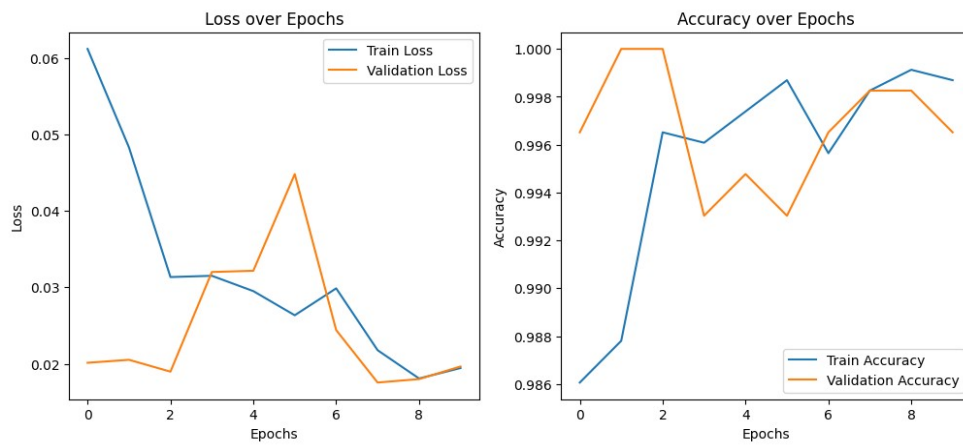 Loss over Epochs
Train Loss
Validation Loss
0.06
0.05
0.04
0.03
0.02
Loss
0 2 4 6 8
Epochs
Accuracy over Epochs
1.000
0.998
0.996
0.994
0.992
0.990
0.988
0.986
Accuracy
Train Accuracy
Validation Accuracy
0 2 4 6 8
Epochs